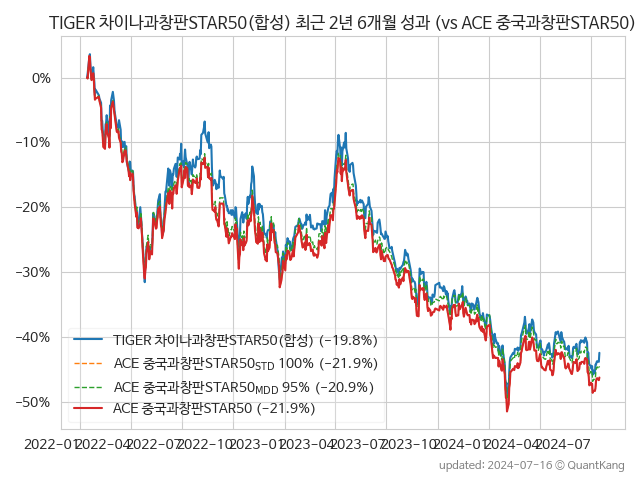 TIGER 차이나과창판STAR50(합성) 최근 2년 6개월 성과 (vs ACE 중국과창판STAR50)
0%
−10%
−20%
−30%
−40%
−50%
TIGER 차이나과창판STAR50(합성) (−19.8%)
ACE 중국과창판STAR50STD 100% (−21.9%)
ACE 중국과창판STAR50MDD 95% (−20.9%)
ACE 중국과창판STAR50 (−21.9%)
2022-01 2022-04 2022-07 2022-10 2023-01 2023-04 2023-07 2023-10 2024-01 2024-04 2024-07
updated: 2024-07-16 © QuantKang